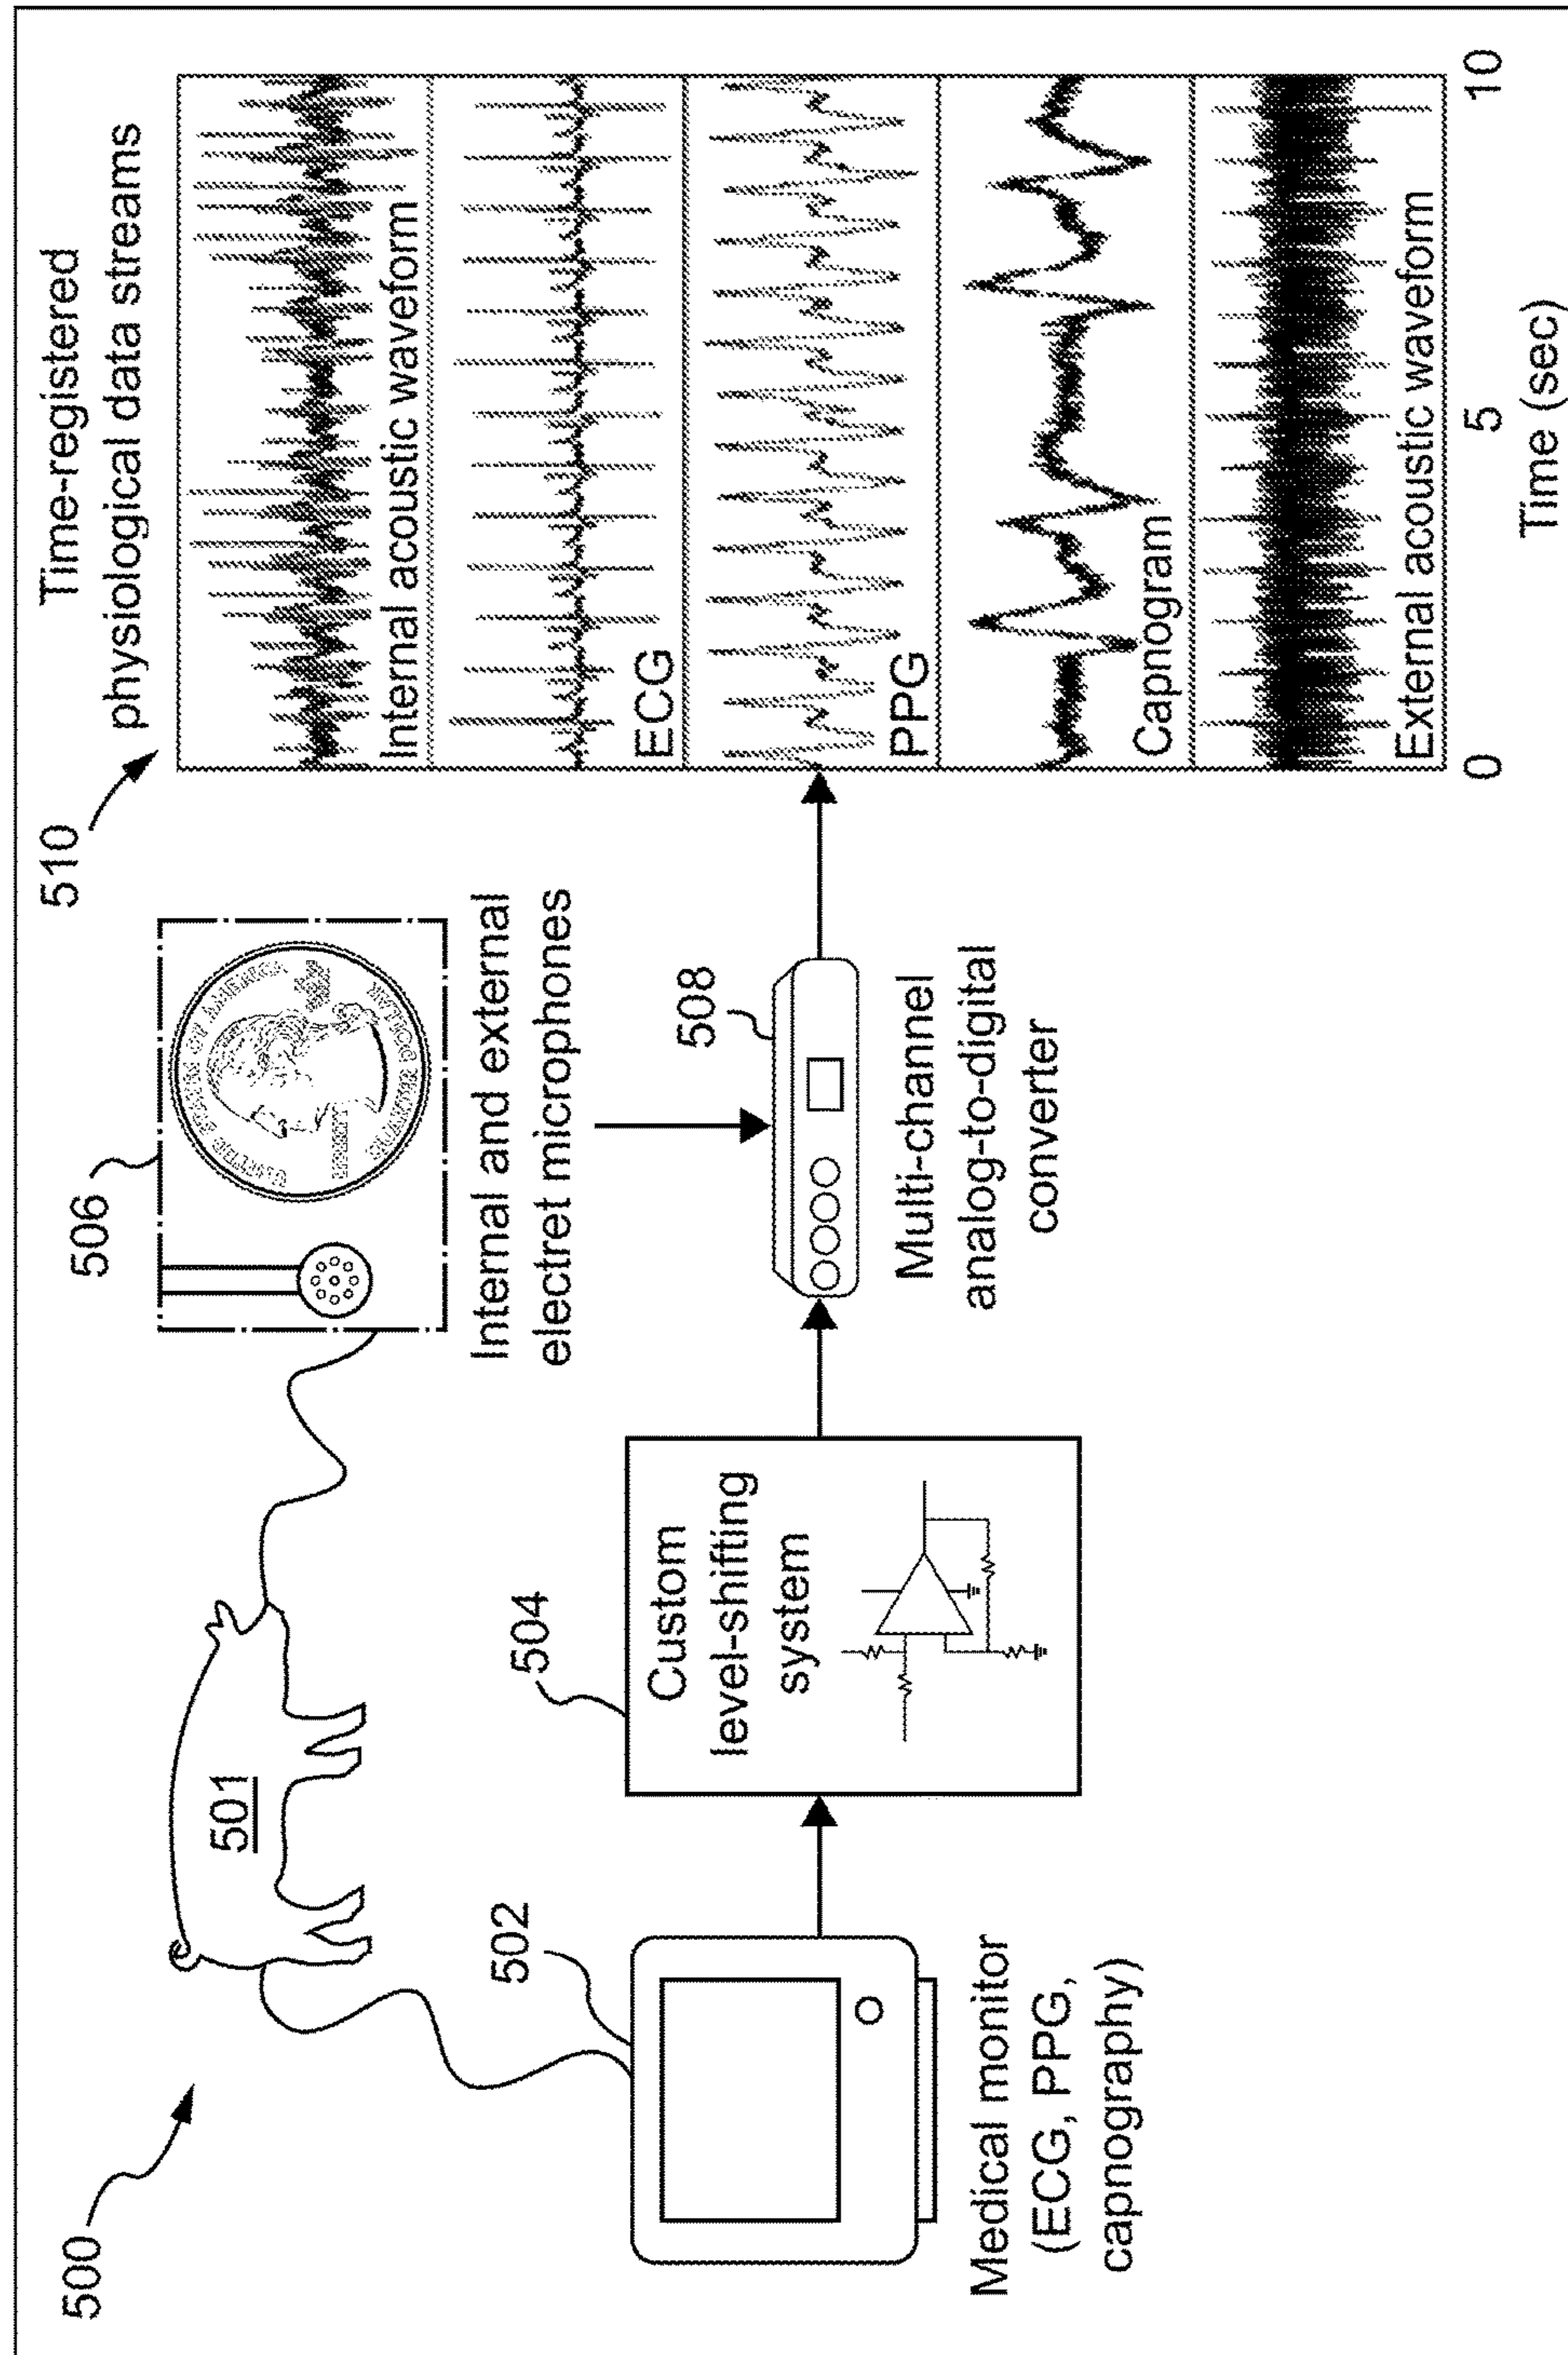 500
501
502
Medical monitor
(ECG, PPG,
capnography)
504
Custom
level-shifting
system
506
LIBERTY
Internal and external
electret microphones
508
Multi-channel
analog-to-digital
converter
510
Time-registered
physiological data streams
Internal acoustic waveform
ECG
PPG
Capnogram
External acoustic waveform
0
5
10
Time (sec)